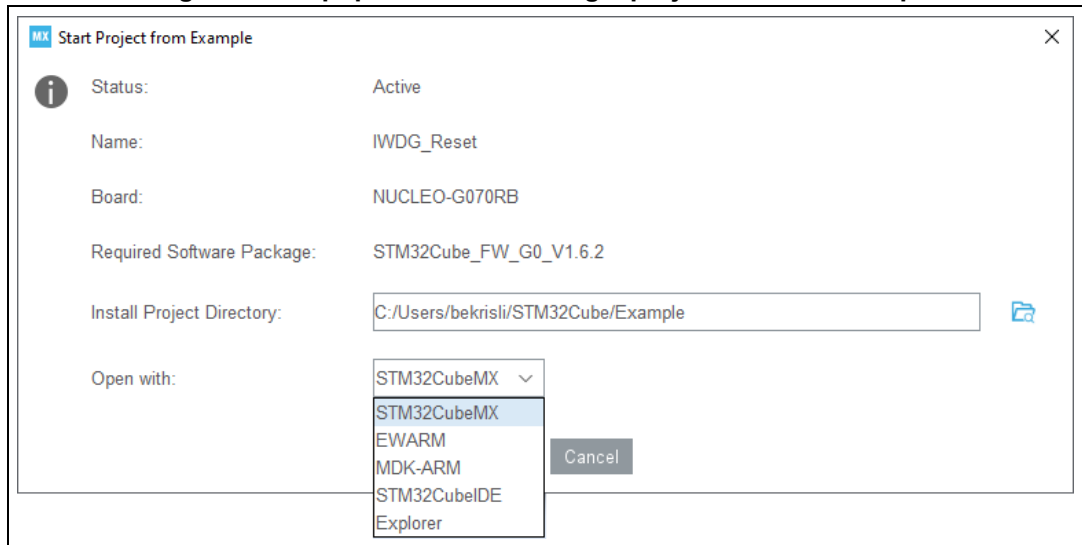 MX Start Project from Example
Status: Active
Name: IWDG_Reset
Board: NUCLEO-G070RB
Required Software Package: STM32Cube_FW_G0_V1.6.2
Install Project Directory: C:/Users/bekrisli/STM32Cube/Example
Open with: STM32CubeMX
STM32CubeMX
EWARM
MDK-ARM
Cancel
STM32CubeIDE
Explorer